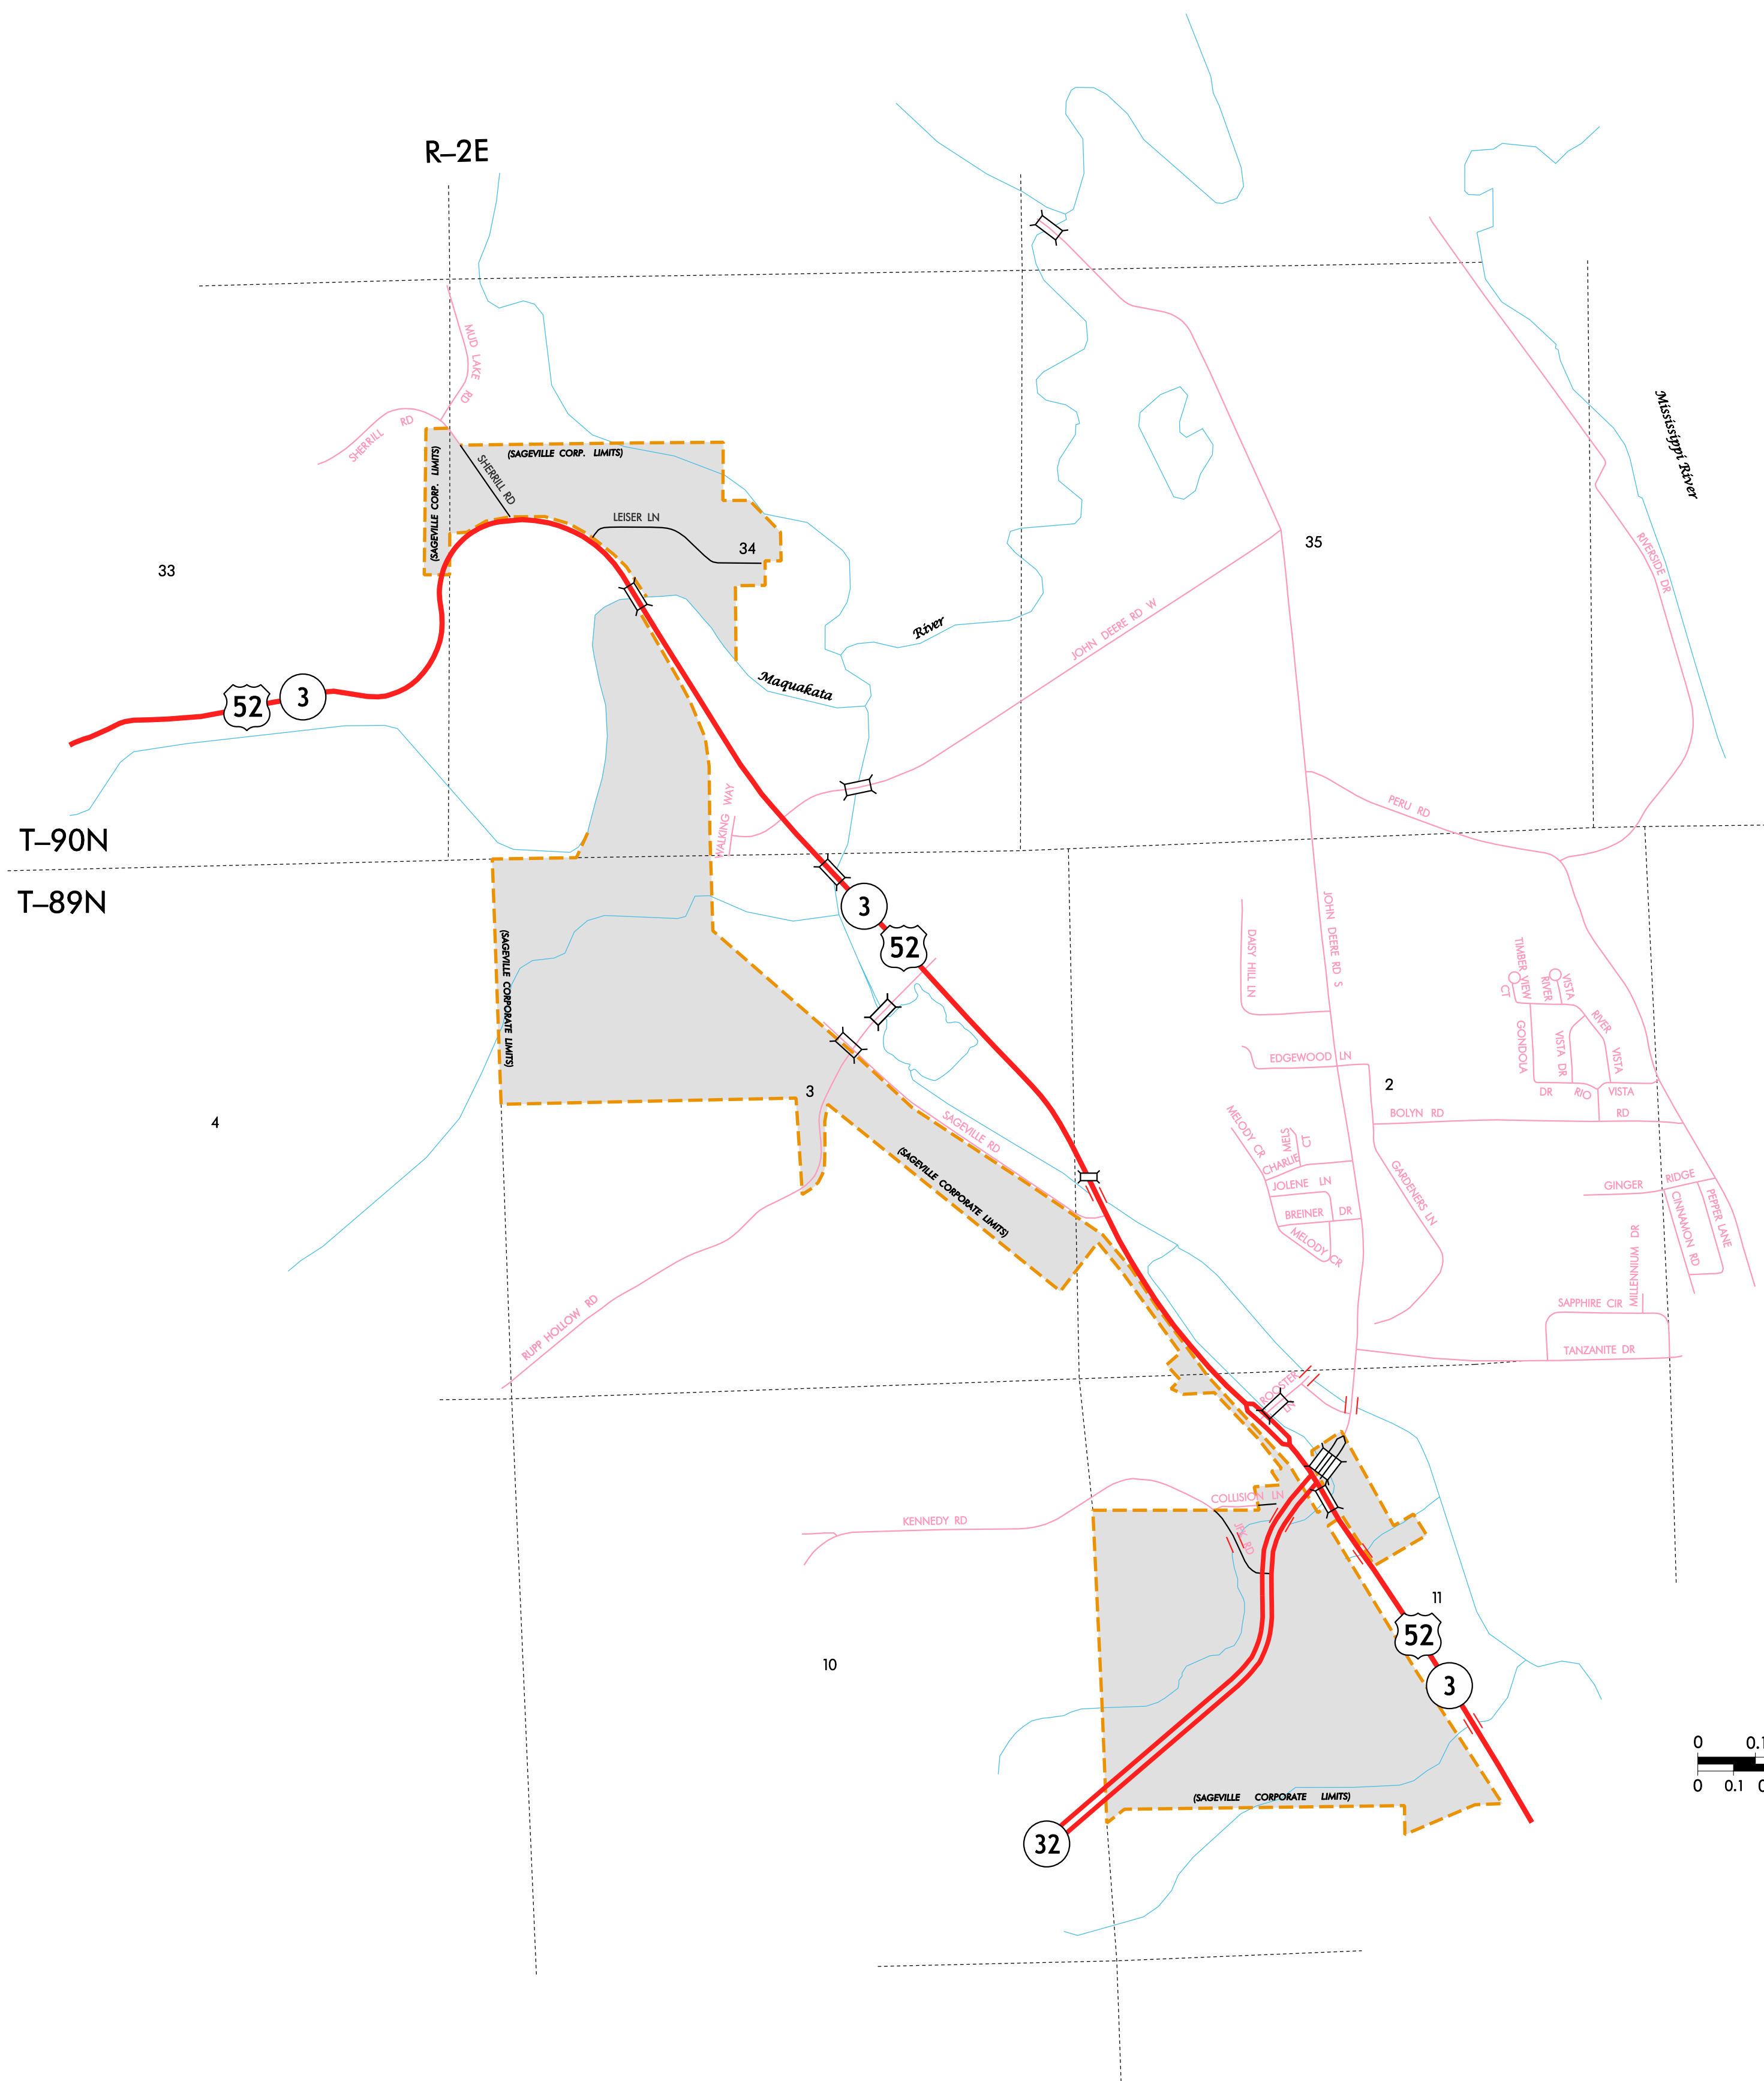 R–2E
MUD LAKE RD
SHERRILL RD
(SAGEVILLE CORP. LIMITS)
(SAGEVILLE CORP. LIMITS)
SHERRILL RD
LEISER LN
34
35
33
Mississippi River
RIVERSIDE DR
River
JOHN DEERE RD W
Maquakata
52
3
WALKING WAY
PERU RD
T–90N
T–89N
3
52
(SAGEVILLE CORPORATE LIMITS)
DAISY HILL LN
JOHN DEERE RD S
TIMBER VIEW
CT
RIVER
VISTA
RIVER
VISTA
GONDOLA
VISTA DR
DR
RIO
VISTA
EDGEWOOD LN
2
3
4
BOLYN RD
RD
SAGEVILLE RD
(SAGEVILLE CORPORATE LIMITS)
MELODY CR
MELS
CT
CHARLIE
JOLENE LN
BREINER DR
MELODY CR
GARDENERS LN
GINGER
RIDGE
CINNAMON RD
PEPPER LANE
MILLENNIUM DR
SAPPHIRE CIR
TANZANITE DR
RUPP HOLLOW RD
ROOSTER
LN
COLLISION LN
KENNEDY RD
JFK RD
11
52
3
10
(SAGEVILLE CORPORATE LIMITS)
32
0
0 0.1